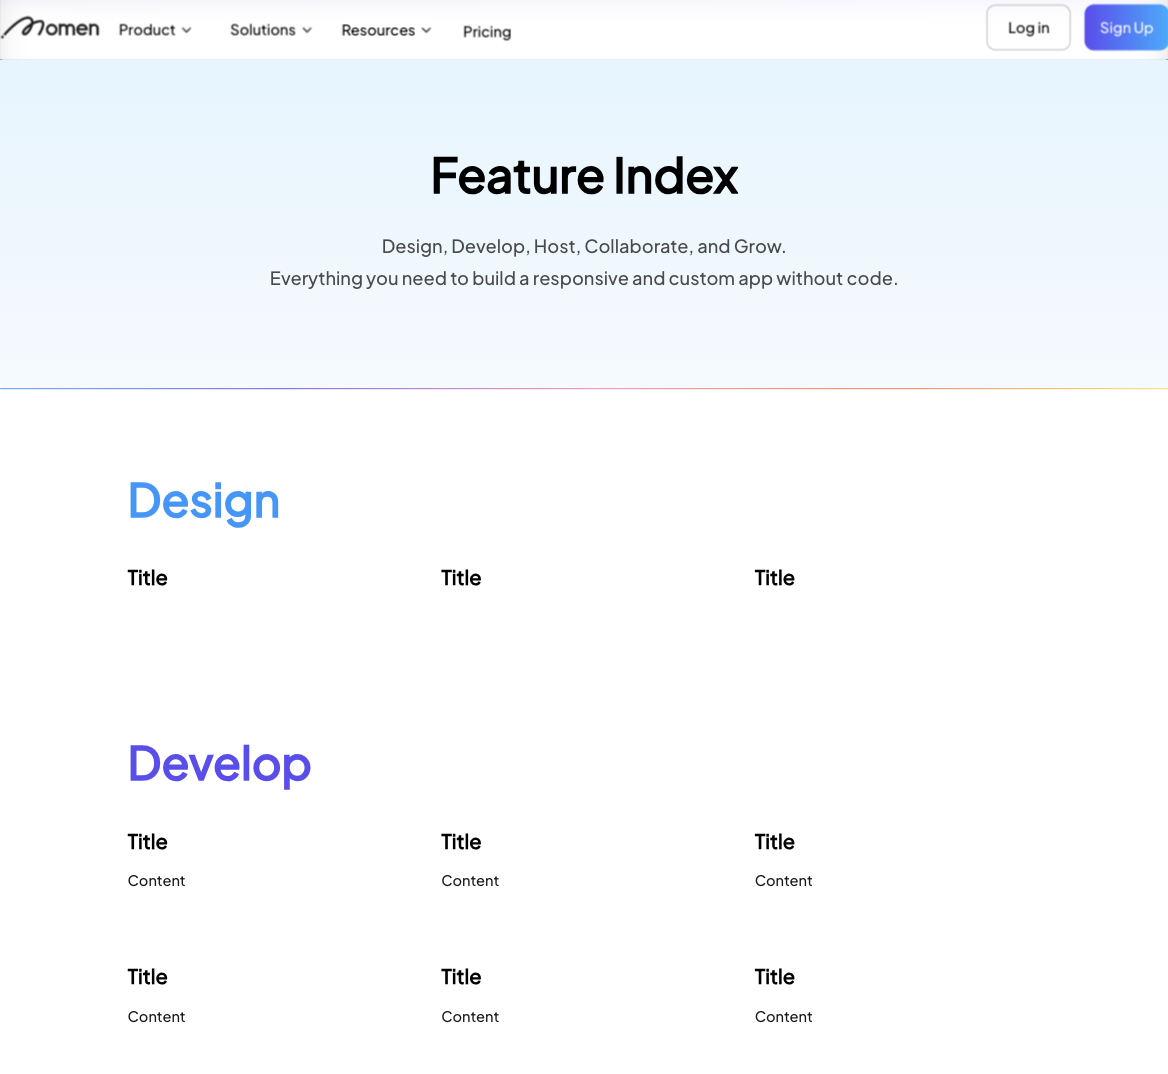 Momen Product Solutions Resources Pricing Log in Sign Up
Feature Index
Design, Develop, Host, Collaborate, and Grow.
Everything you need to build a responsive and custom app without code.
Design
Title Title Title
Develop
Title Title Title
Content Content Content
Title Title Title
Content Content Content